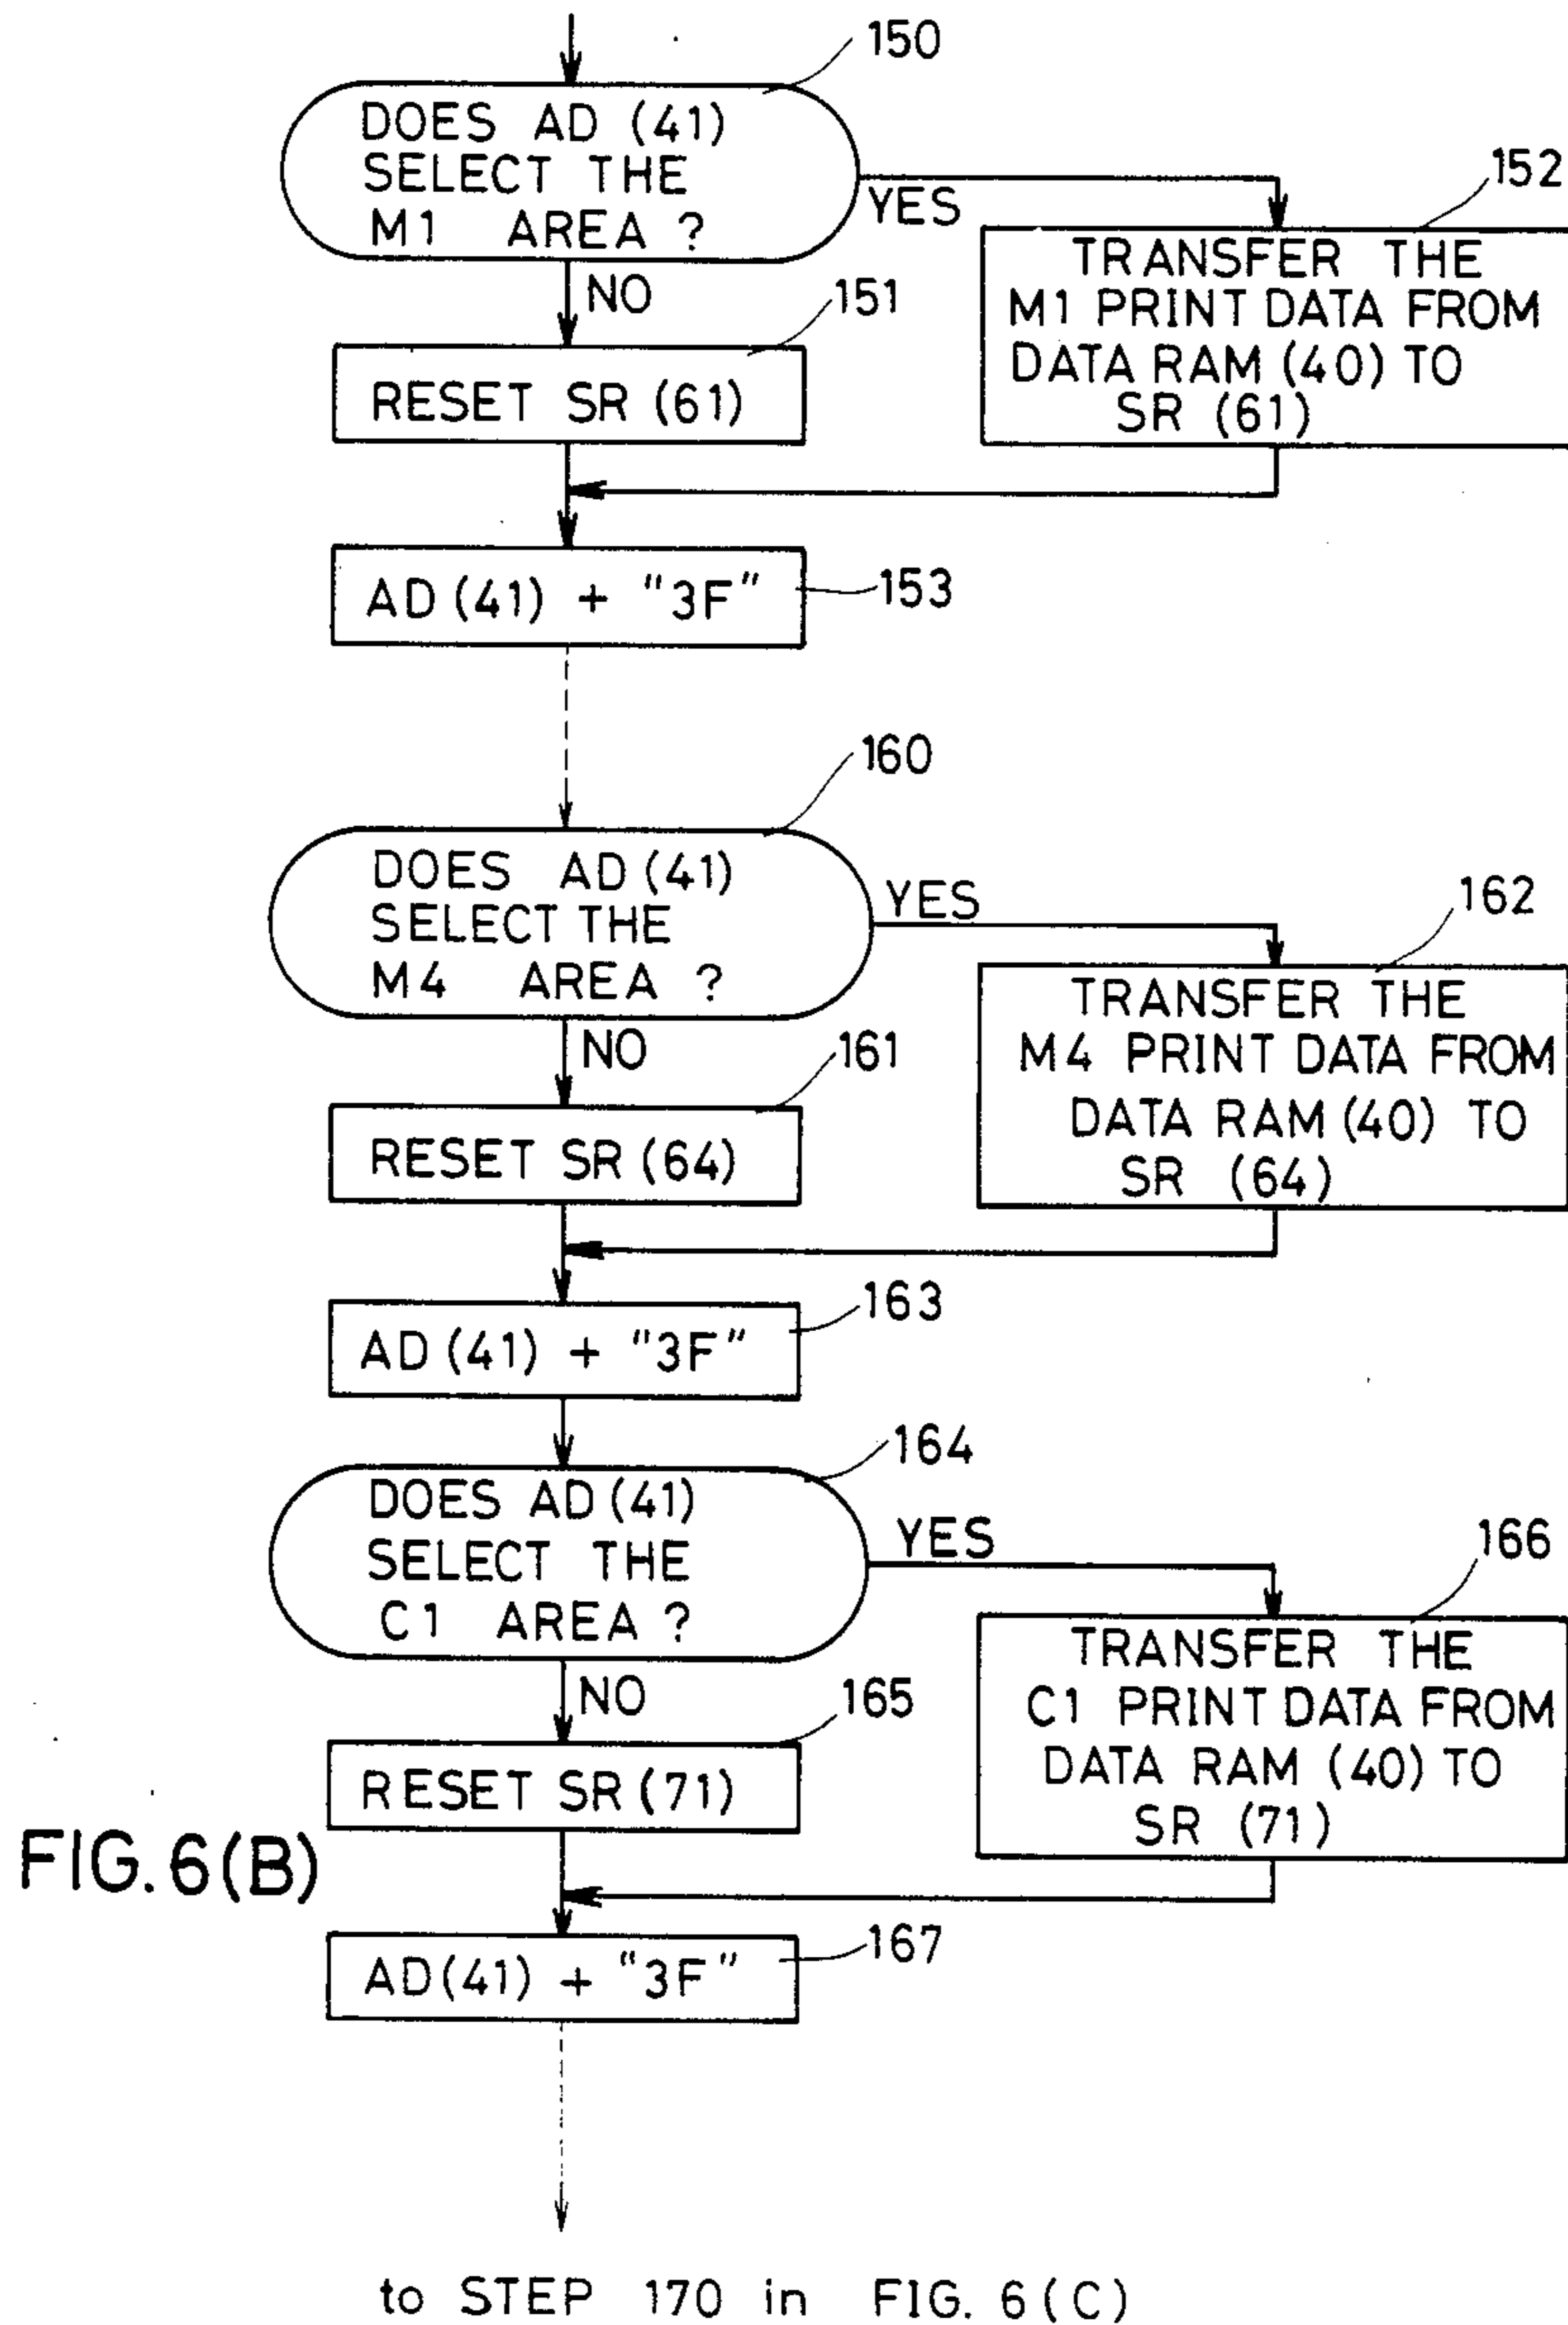 150
DOES AD (41)
SELECT THE
M1 AREA ?
YES
152
TRANSFER THE
M1 PRINT DATA FROM
DATA RAM (40) TO
SR (61)
NO
151
RESET SR (61)
AD (41) + "3F"
153
160
DOES AD (41)
SELECT THE
M4 AREA ?
YES
162
TRANSFER THE
M4 PRINT DATA FROM
DATA RAM (40) TO
SR (64)
NO
161
RESET SR (64)
163
AD (41) + "3F"
164
DOES AD (41)
SELECT THE
C1 AREA ?
YES
166
TRANSFER THE
C1 PRINT DATA FROM
DATA RAM (40) TO
SR (71)
NO
165
RESET SR (71)
FIG. 6(B)
167
AD (41) + "3F"
to STEP 170 in FIG. 6 (C)